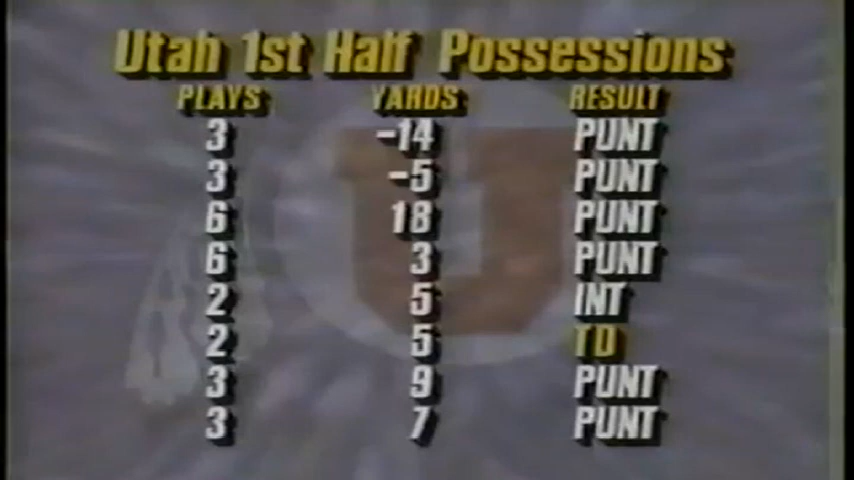 Utah 1st Half Possessions
PLAYS YARDS RESULT
3 -14 PUNT
3 -5 PUNT
6 18 PUNT
6 3 PUNT
2 5 INT
2 5 TD
3 9 PUNT
3 7 PUNT